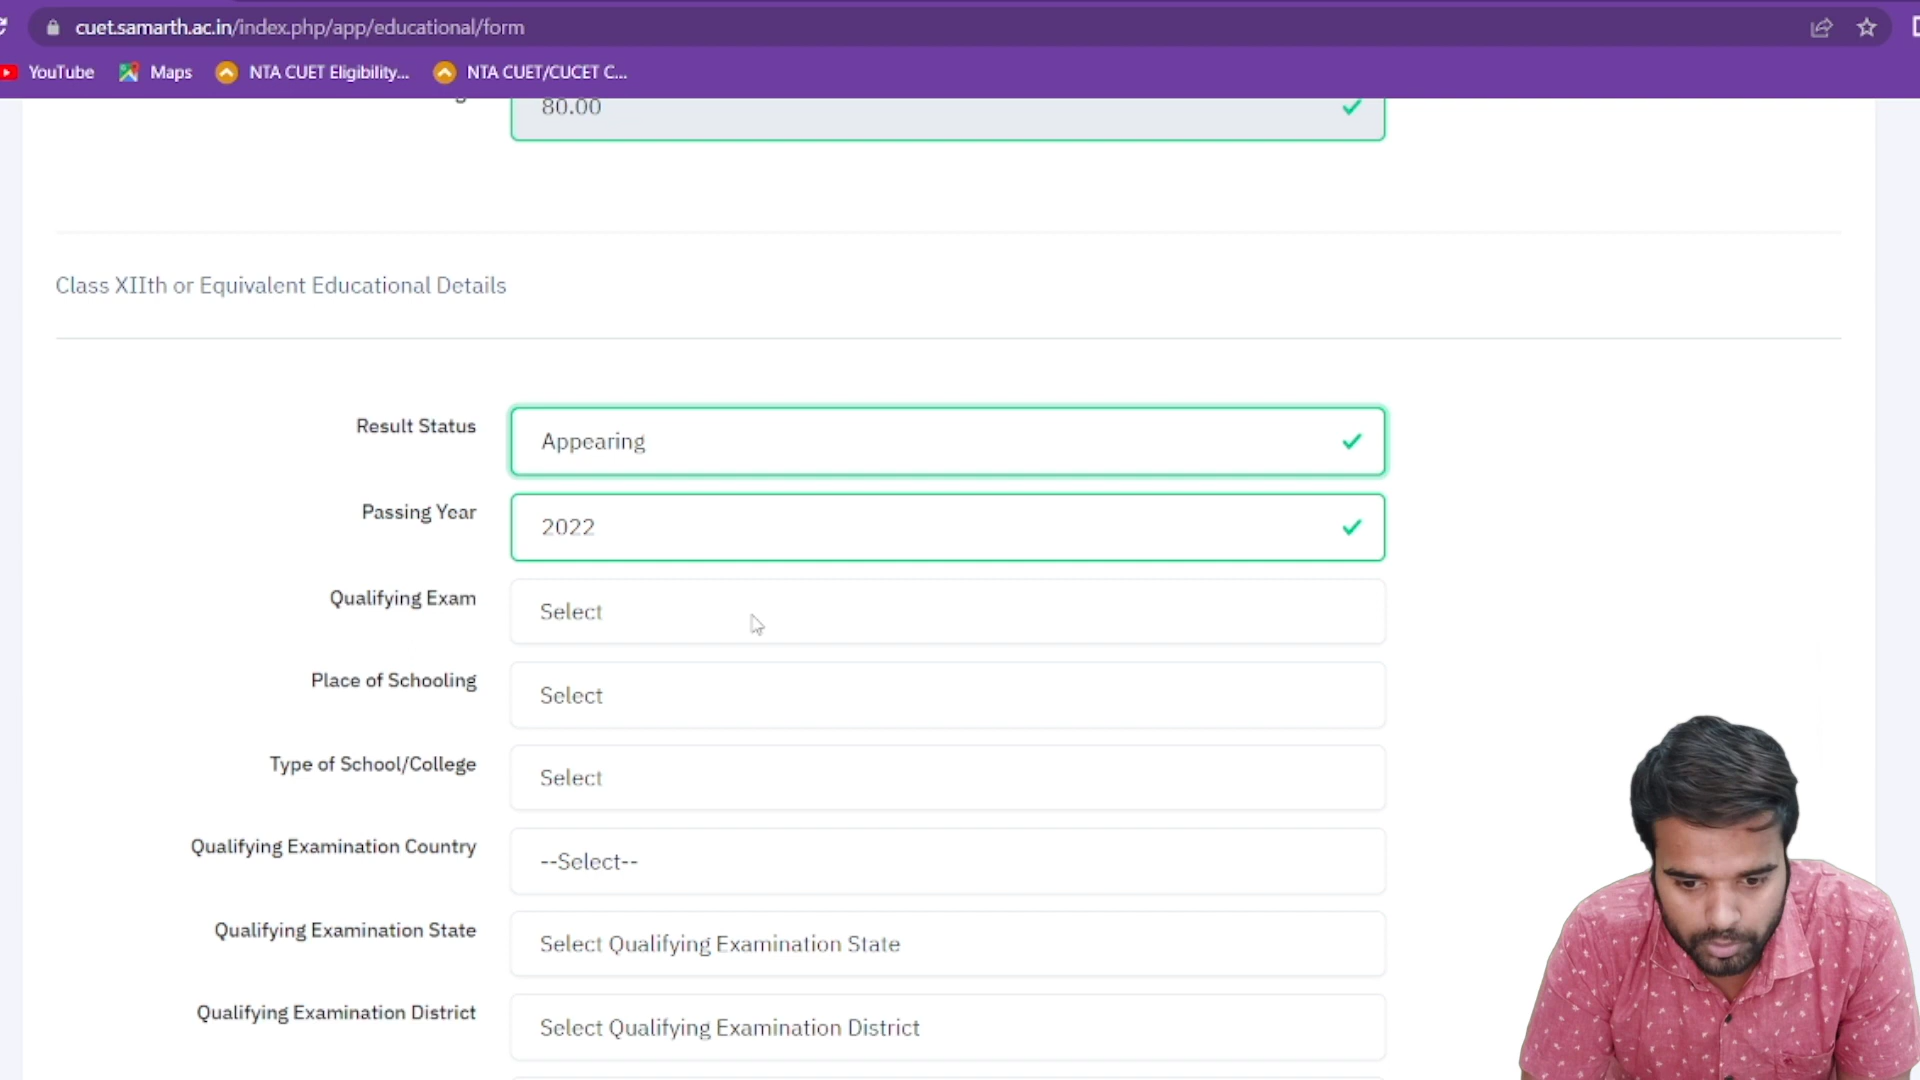 cuet.samarth.ac.in/index.php/app/educational/form
YouTube Maps NTA CUET Eligibility... NTA CUET/CUCET C...
80.00
Class XIIth or Equivalent Educational Details
Result Status Appearing
Passing Year 2022
Qualifying Exam Select
Place of Schooling Select
Type of School/College Select
Qualifying Examination Country --Select--
Qualifying Examination State Select Qualifying Examination State
Qualifying Examination District Select Qualifying Examination District